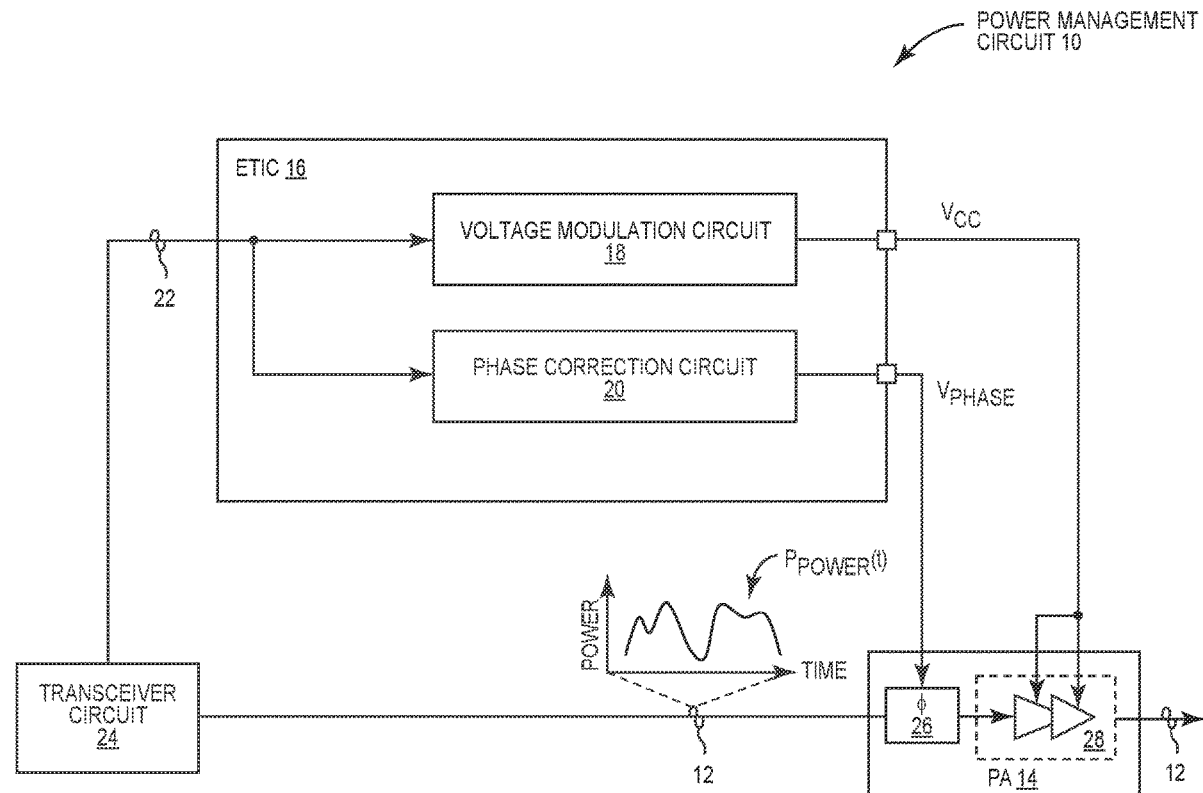 POWER MANAGEMENT
CIRCUIT 10
ETIC 16
VOLTAGE MODULATION CIRCUIT
18
VCC
22
PHASE CORRECTION CIRCUIT
20
VPHASE
PPOWER(t)
POWER
TIME
TRANSCEIVER
CIRCUIT
24
ϕ
26
28
12
PA 14
12